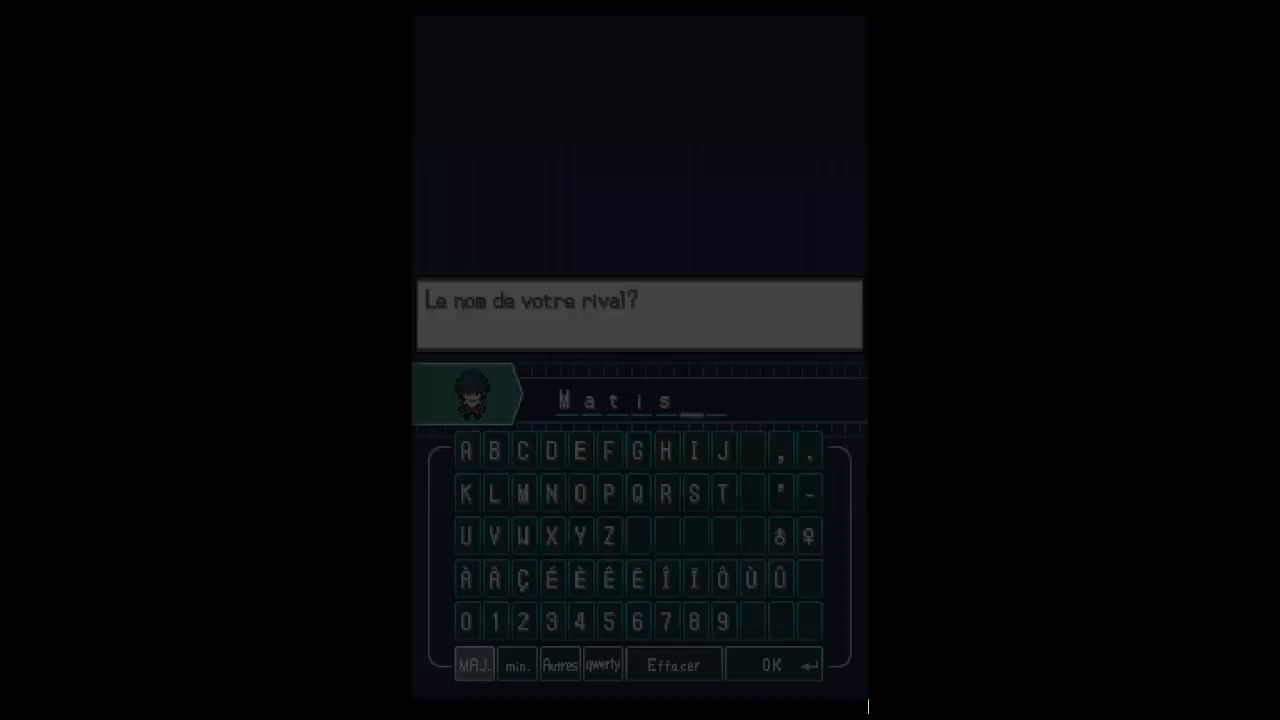 Le nom de votre rival?
Matis
A B C D E F G H I J , .
K L M N O P Q R S T ' -
U V W X Y Z ♂ ♀
À Â Ç É È Ê Ë Î Ï Ô Ù Û
0 1 2 3 4 5 6 7 8 9
MAJ. min. Autres qwerty Effacer OK